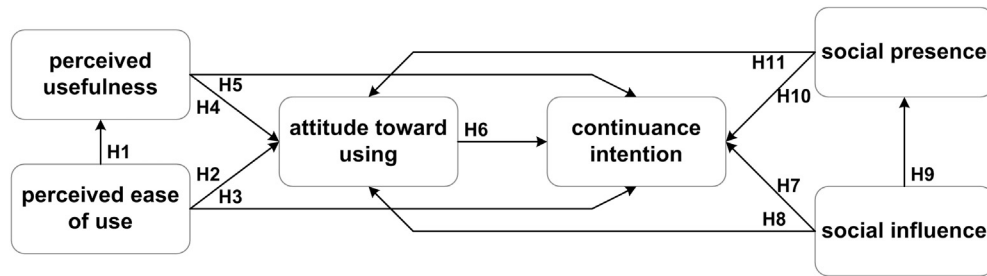 perceived
usefulness
H5
H4
H1
perceived ease
of use
H2
H3
attitude toward
using
H6
continuance
intention
social presence
H11
H10
H9
social influence
H7
H8